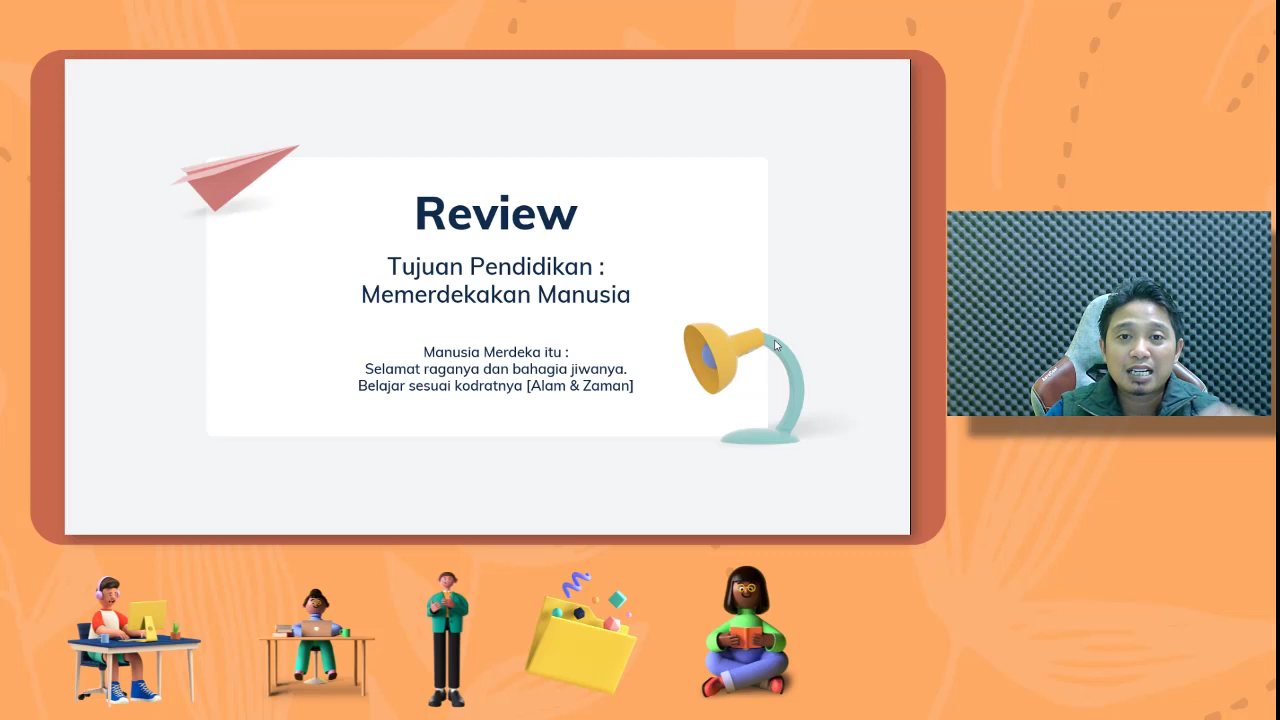 Review
Tujuan Pendidikan :
Memerdekakan Manusia
Manusia Merdeka itu :
Selamat raganya dan bahagia jiwanya.
Belajar sesuai kodratnya [Alam & Zaman]